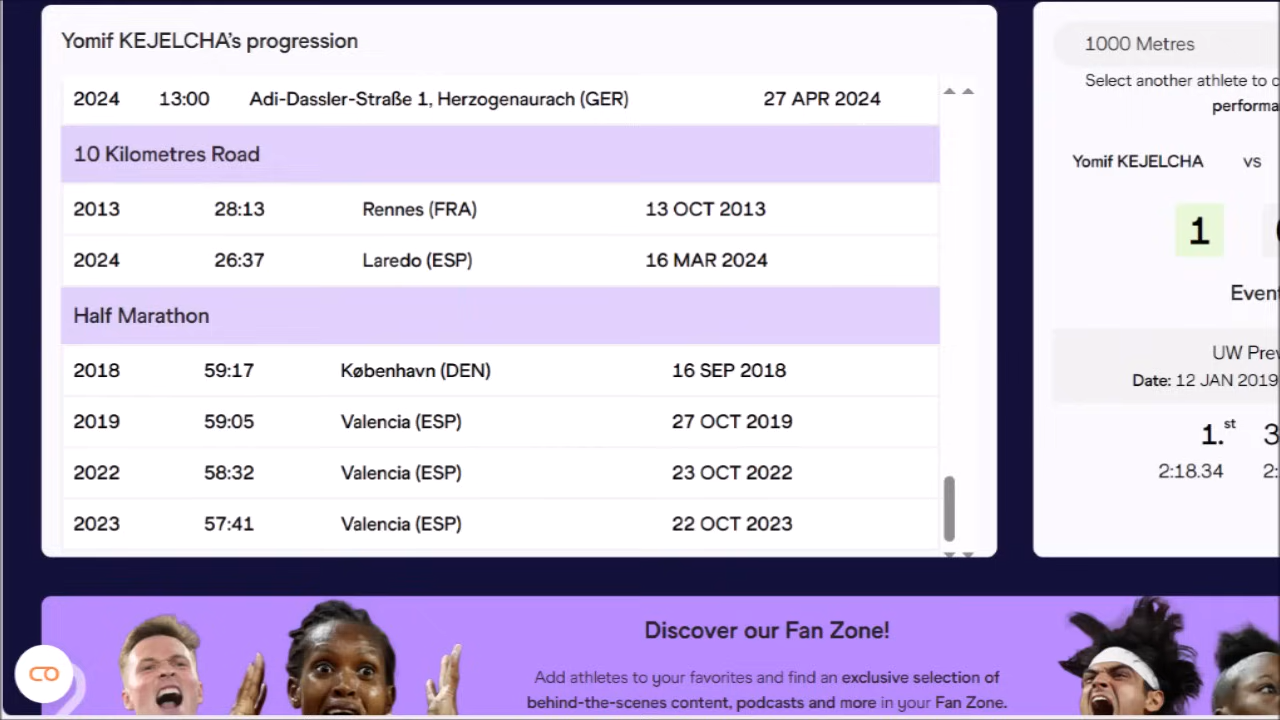 Yomif KEJELCHA's progression
2024 13:00 Adi-Dassler-Straße 1, Herzogenaurach (GER) 27 APR 2024
10 Kilometres Road
2013 28:13 Rennes (FRA) 13 OCT 2013
2024 26:37 Laredo (ESP) 16 MAR 2024
Half Marathon
2018 59:17 København (DEN) 16 SEP 2018
2019 59:05 Valencia (ESP) 27 OCT 2019
2022 58:32 Valencia (ESP) 23 OCT 2022
2023 57:41 Valencia (ESP) 22 OCT 2023
1000 Metres
Select another athlete to
Yomif KEJELCHA vs
1
UW
Date: 12 JAN 2019
1.st 3
2:18.34 2:
Discover our Fan Zone!
Add athletes to your favorites and find an exclusive selection of
behind-the-scenes content, podcasts and more in your Fan Zone.